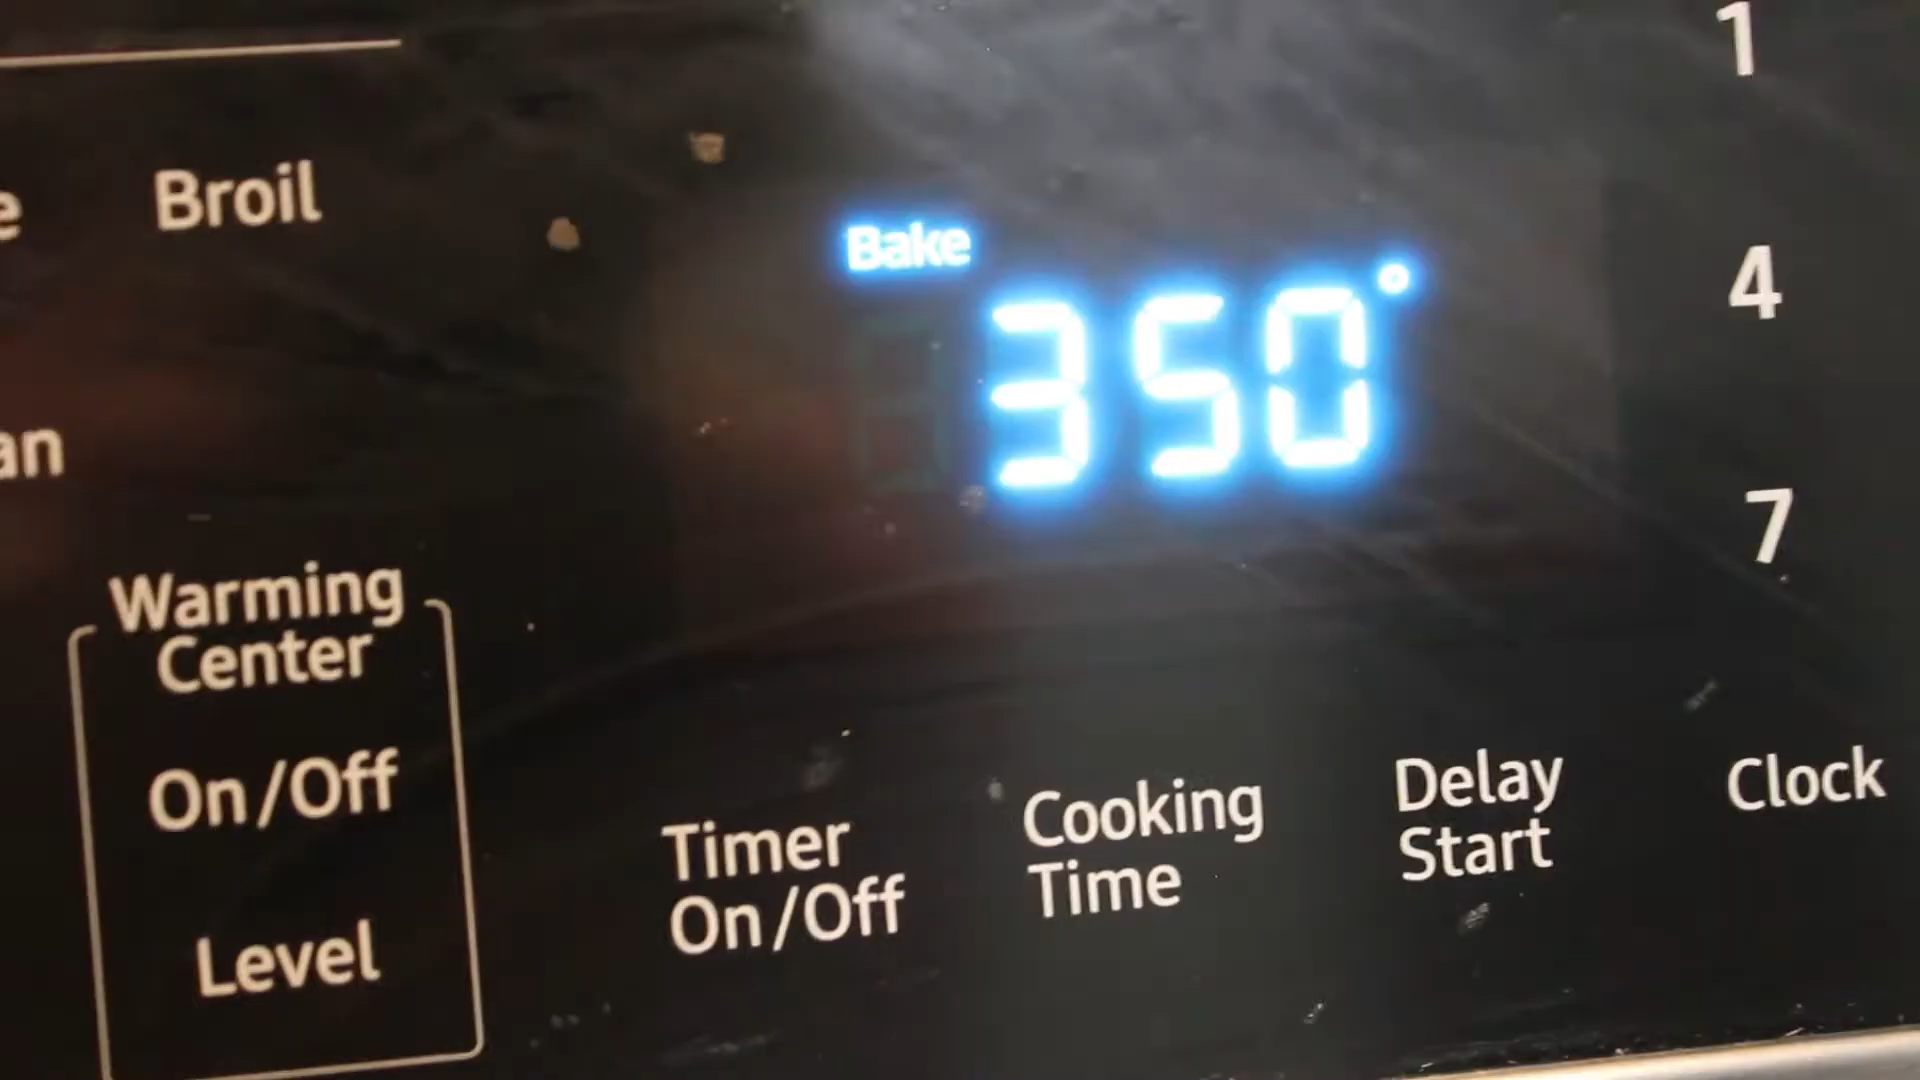 1
Broil
Bake
350°
4
7
Warming
Center
On/Off
Level
Timer
On/Off
Cooking
Time
Delay
Start
Clock